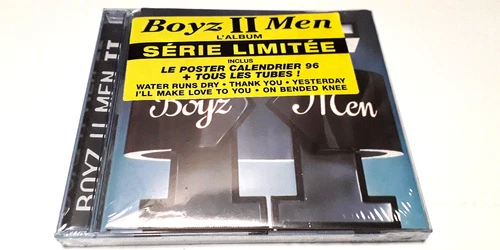 Boyz II Men
L'ALBUM
SÉRIE LIMITÉE
INCLUS
LE POSTER CALENDRIER 96
+ TOUS LES TUBES !
WATER RUNS DRY • THANK YOU • YESTERDAY
I'LL MAKE LOVE TO YOU • ON BENDED KNEE
Boyz Men
II
BOYZ II MEN II